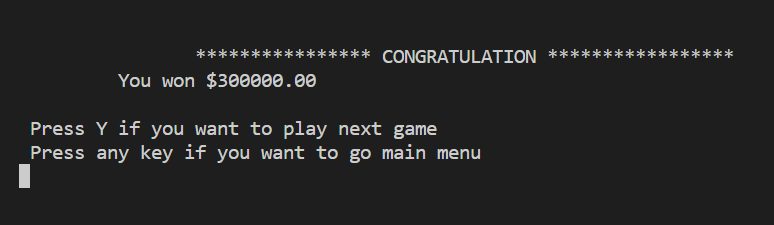 **************** CONGRATULATION *****************
You won $300000.00
Press Y if you want to play next game
Press any key if you want to go main menu